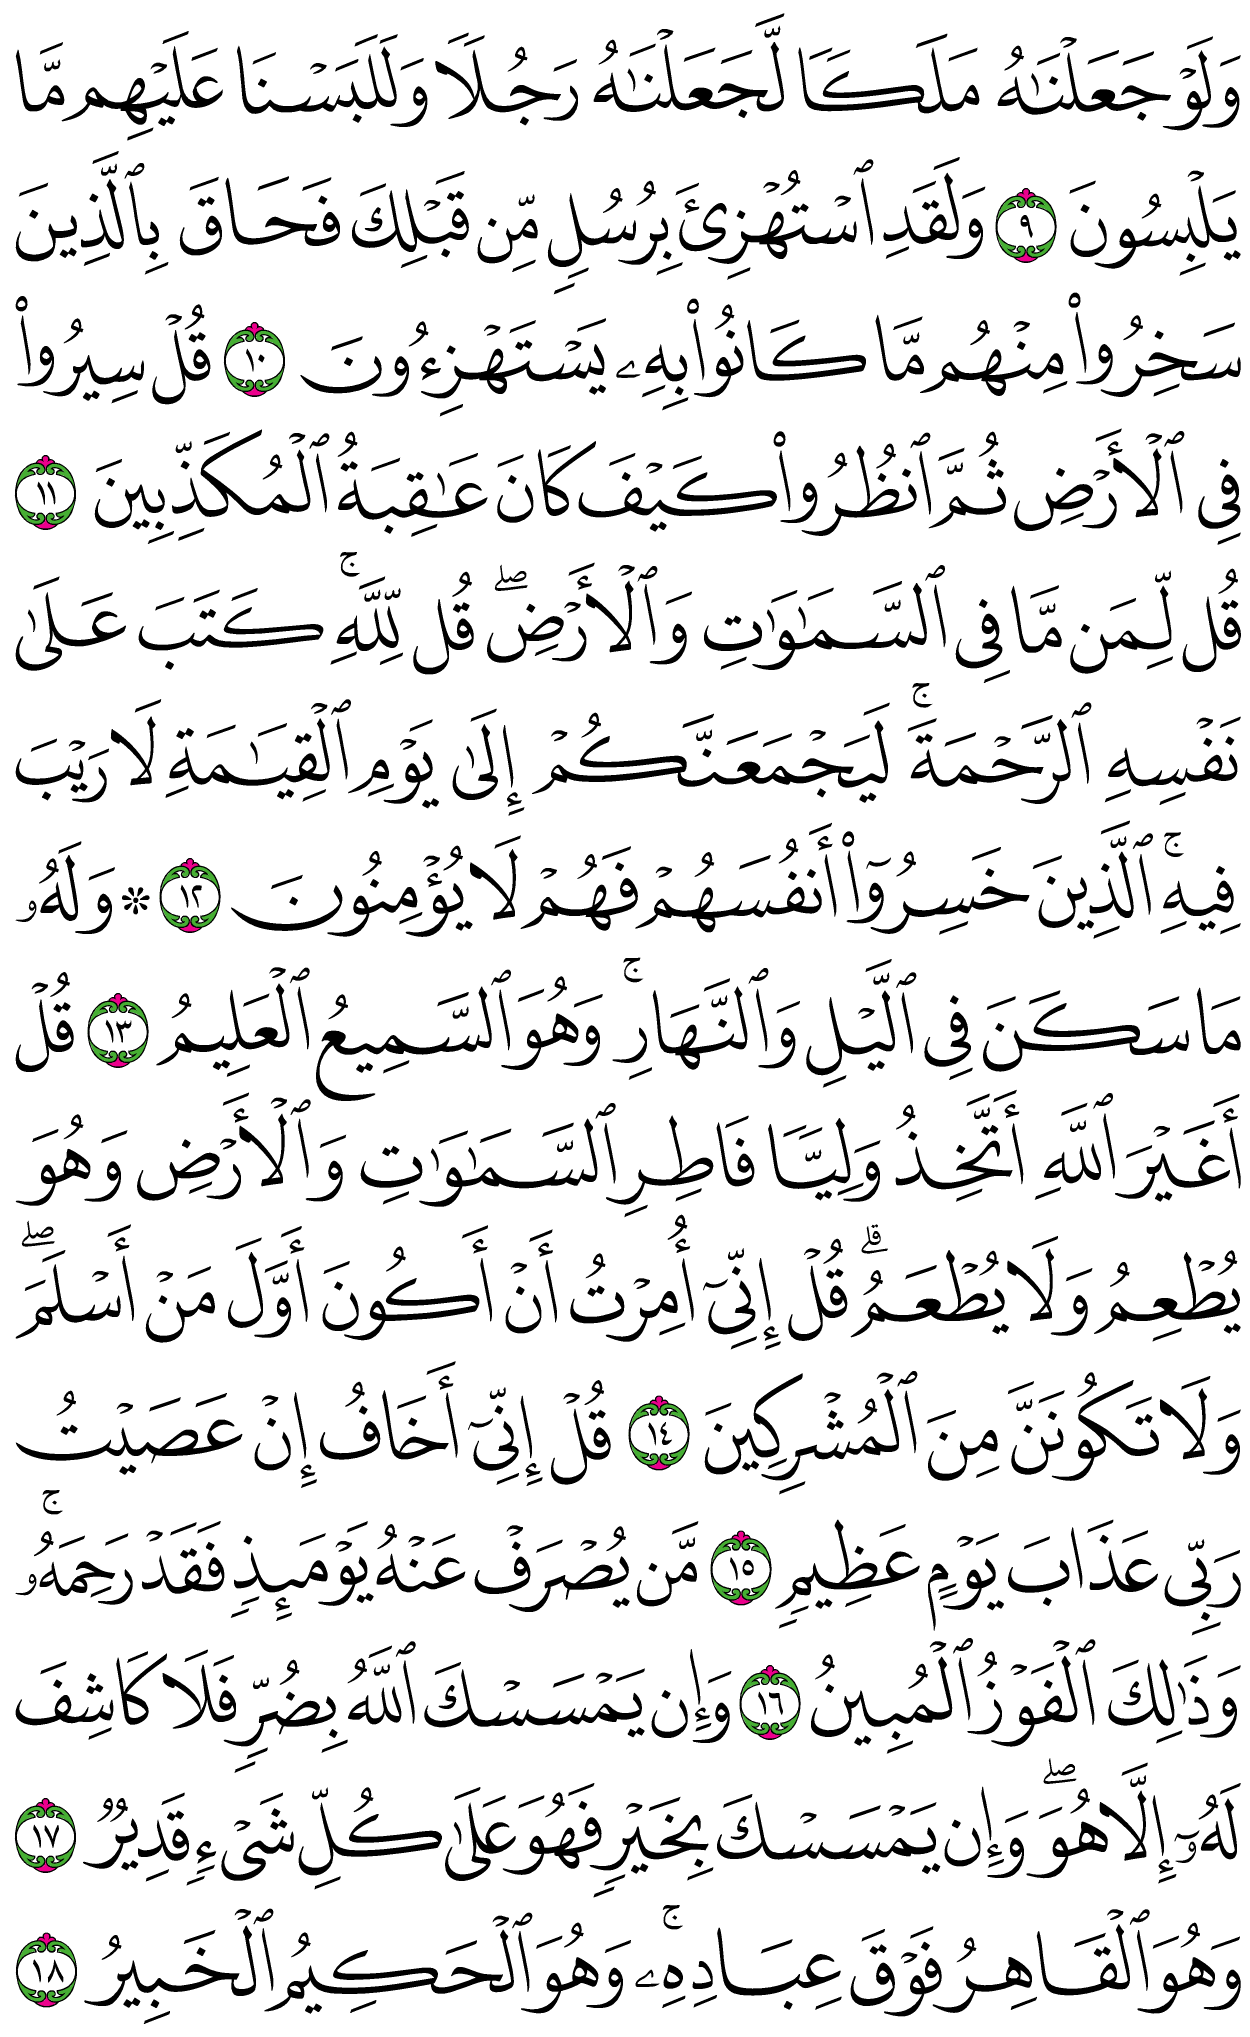 وَلَوۡ جَعَلۡنَٰهُ مَلَكٗا لَّجَعَلۡنَٰهُ رَجُلٗا وَلَلَبَسۡنَا عَلَيۡهِم مَّا
يَلۡبِسُونَ ٩ وَلَقَدِ ٱسۡتُهۡزِئَ بِرُسُلٖ مِّن قَبۡلِكَ فَحَاقَ بِٱلَّذِينَ
سَخِرُواْ مِنۡهُم مَّا كَانُواْ بِهِۦ يَسۡتَهۡزِءُونَ ١٠ قُلۡ سِيرُواْ
فِي ٱلۡأَرۡضِ ثُمَّ ٱنظُرُواْ كَيۡفَ كَانَ عَٰقِبَةُ ٱلۡمُكَذِّبِينَ ١١
قُل لِّمَن مَّا فِي ٱلسَّمَٰوَٰتِ وَٱلۡأَرۡضِۖ قُل لِّلَّهِۚ كَتَبَ عَلَىٰ
نَفۡسِهِ ٱلرَّحۡمَةَۚ لَيَجۡمَعَنَّكُمۡ إِلَىٰ يَوۡمِ ٱلۡقِيَٰمَةِ لَا رَيۡبَ
فِيهِۚ ٱلَّذِينَ خَسِرُوٓاْ أَنفُسَهُمۡ فَهُمۡ لَا يُؤۡمِنُونَ ١٢ ۞ وَلَهُۥ
مَا سَكَنَ فِي ٱلَّيۡلِ وَٱلنَّهَارِۚ وَهُوَ ٱلسَّمِيعُ ٱلۡعَلِيمُ ١٣ قُلۡ
أَغَيۡرَ ٱللَّهِ أَتَّخِذُ وَلِيّٗا فَاطِرِ ٱلسَّمَٰوَٰتِ وَٱلۡأَرۡضِ وَهُوَ
يُطۡعِمُ وَلَا يُطۡعَمُۗ قُلۡ إِنِّيٓ أُمِرۡتُ أَنۡ أَكُونَ أَوَّلَ مَنۡ أَسۡلَمَۖ
وَلَا تَكُونَنَّ مِنَ ٱلۡمُشۡرِكِينَ ١٤ قُلۡ إِنِّيٓ أَخَافُ إِنۡ عَصَيۡتُ
رَبِّي عَذَابَ يَوۡمٍ عَظِيمٖ ١٥ مَّن يُصۡرَفۡ عَنۡهُ يَوۡمَئِذٖ فَقَدۡ رَحِمَهُۥۚ
وَذَٰلِكَ ٱلۡفَوۡزُ ٱلۡمُبِينُ ١٦ وَإِن يَمۡسَسۡكَ ٱللَّهُ بِضُرّٖ فَلَا كَاشِفَ
لَهُۥٓ إِلَّا هُوَۖ وَإِن يَمۡسَسۡكَ بِخَيۡرٖ فَهُوَ عَلَىٰ كُلِّ شَيۡءٖ قَدِيرٞ ١٧
وَهُوَ ٱلۡقَاهِرُ فَوۡقَ عِبَادِهِۦۚ وَهُوَ ٱلۡحَكِيمُ ٱلۡخَبِيرُ ١٨